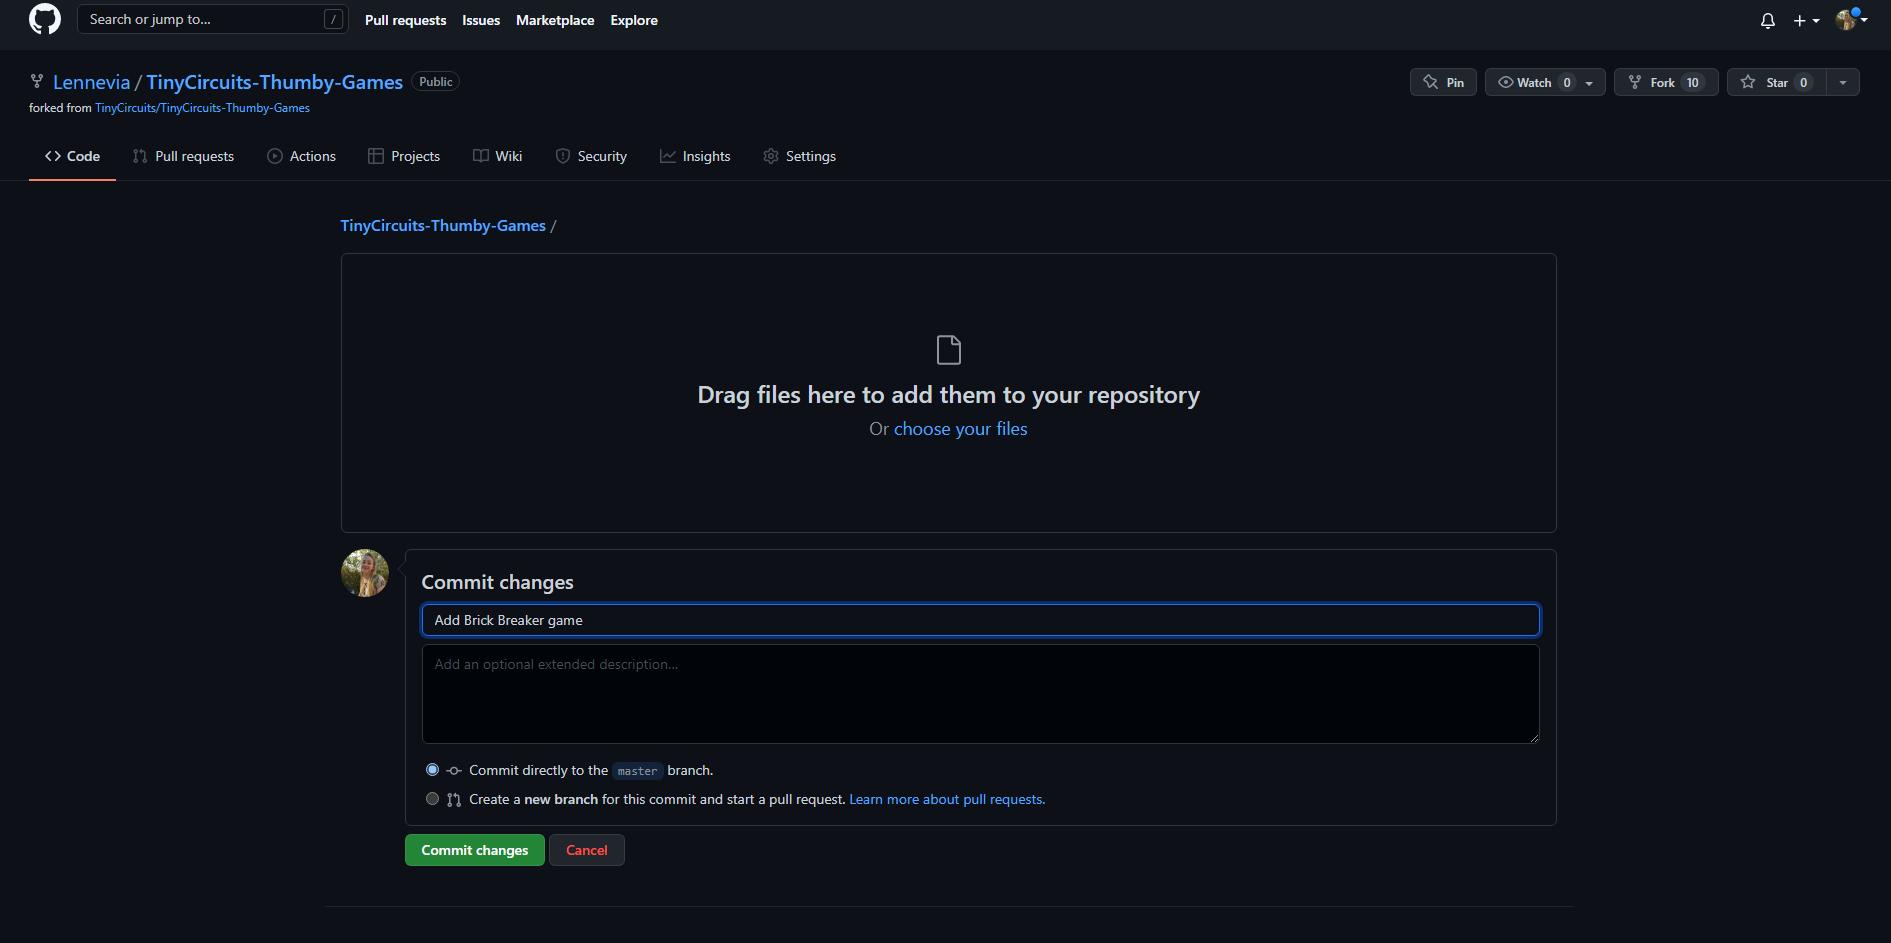 Search or jump to... / Pull requests Issues Marketplace Explore
Lennevia / TinyCircuits-Thumby-Games Public Pin Watch 0 Fork 10 Star 0
forked from TinyCircuits/TinyCircuits-Thumby-Games
Code Pull requests Actions Projects Wiki Security Insights Settings
TinyCircuits-Thumby-Games /
Drag files here to add them to your repository
Or choose your files
Commit changes
Add Brick Breaker game
Add an optional extended description...
Commit directly to the master branch.
Create a new branch for this commit and start a pull request. Learn more about pull requests.
Commit changes Cancel